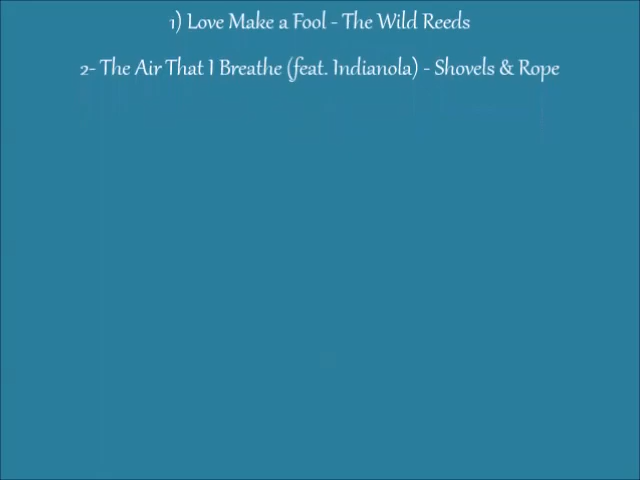 1) Love Make a Fool - The Wild Reeds
2- The Air That I Breathe (feat. Indianola) - Shovels & Rope